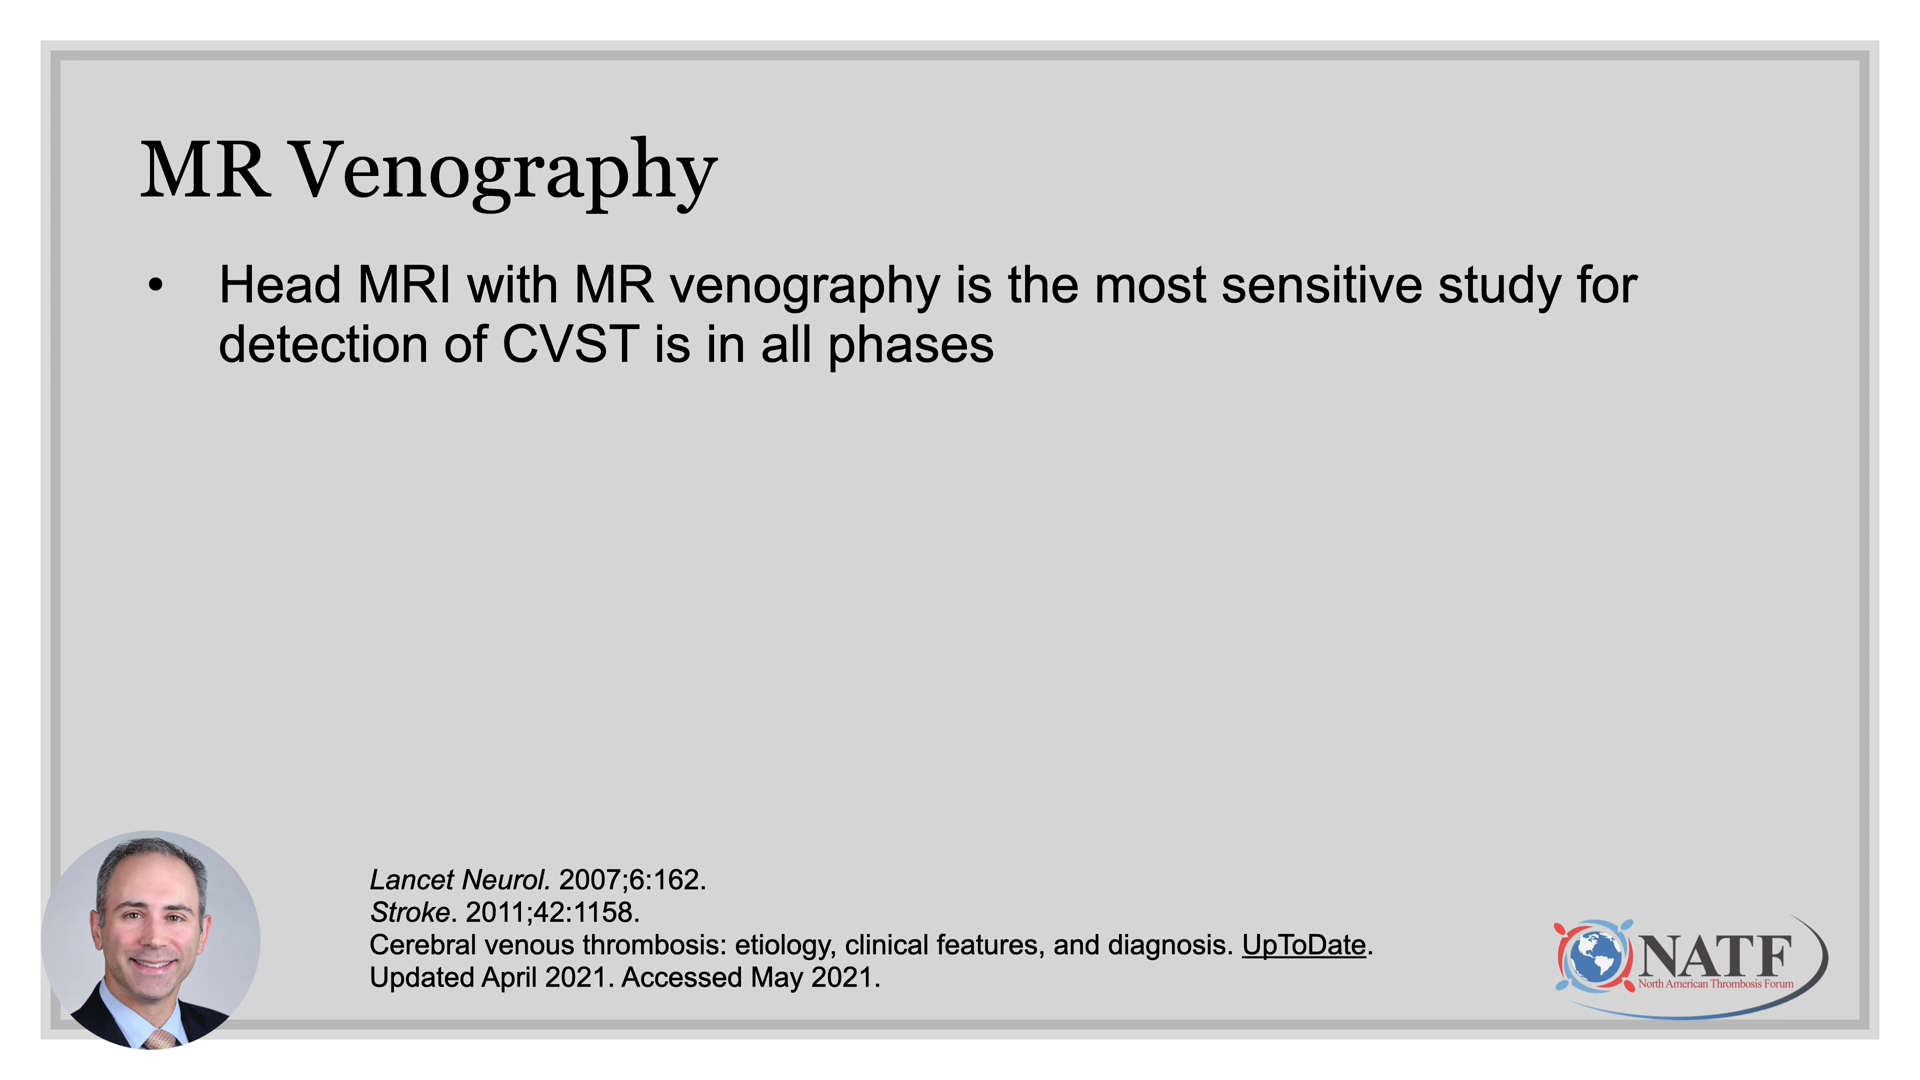 MR Venography
• Head MRI with MR venography is the most sensitive study for
detection of CVST is in all phases
Lancet Neurol. 2007;6:162.
Stroke. 2011;42:1158.
Cerebral venous thrombosis: etiology, clinical features, and diagnosis. UpToDate.
Updated April 2021. Accessed May 2021.
NATF
North American Thrombosis Forum